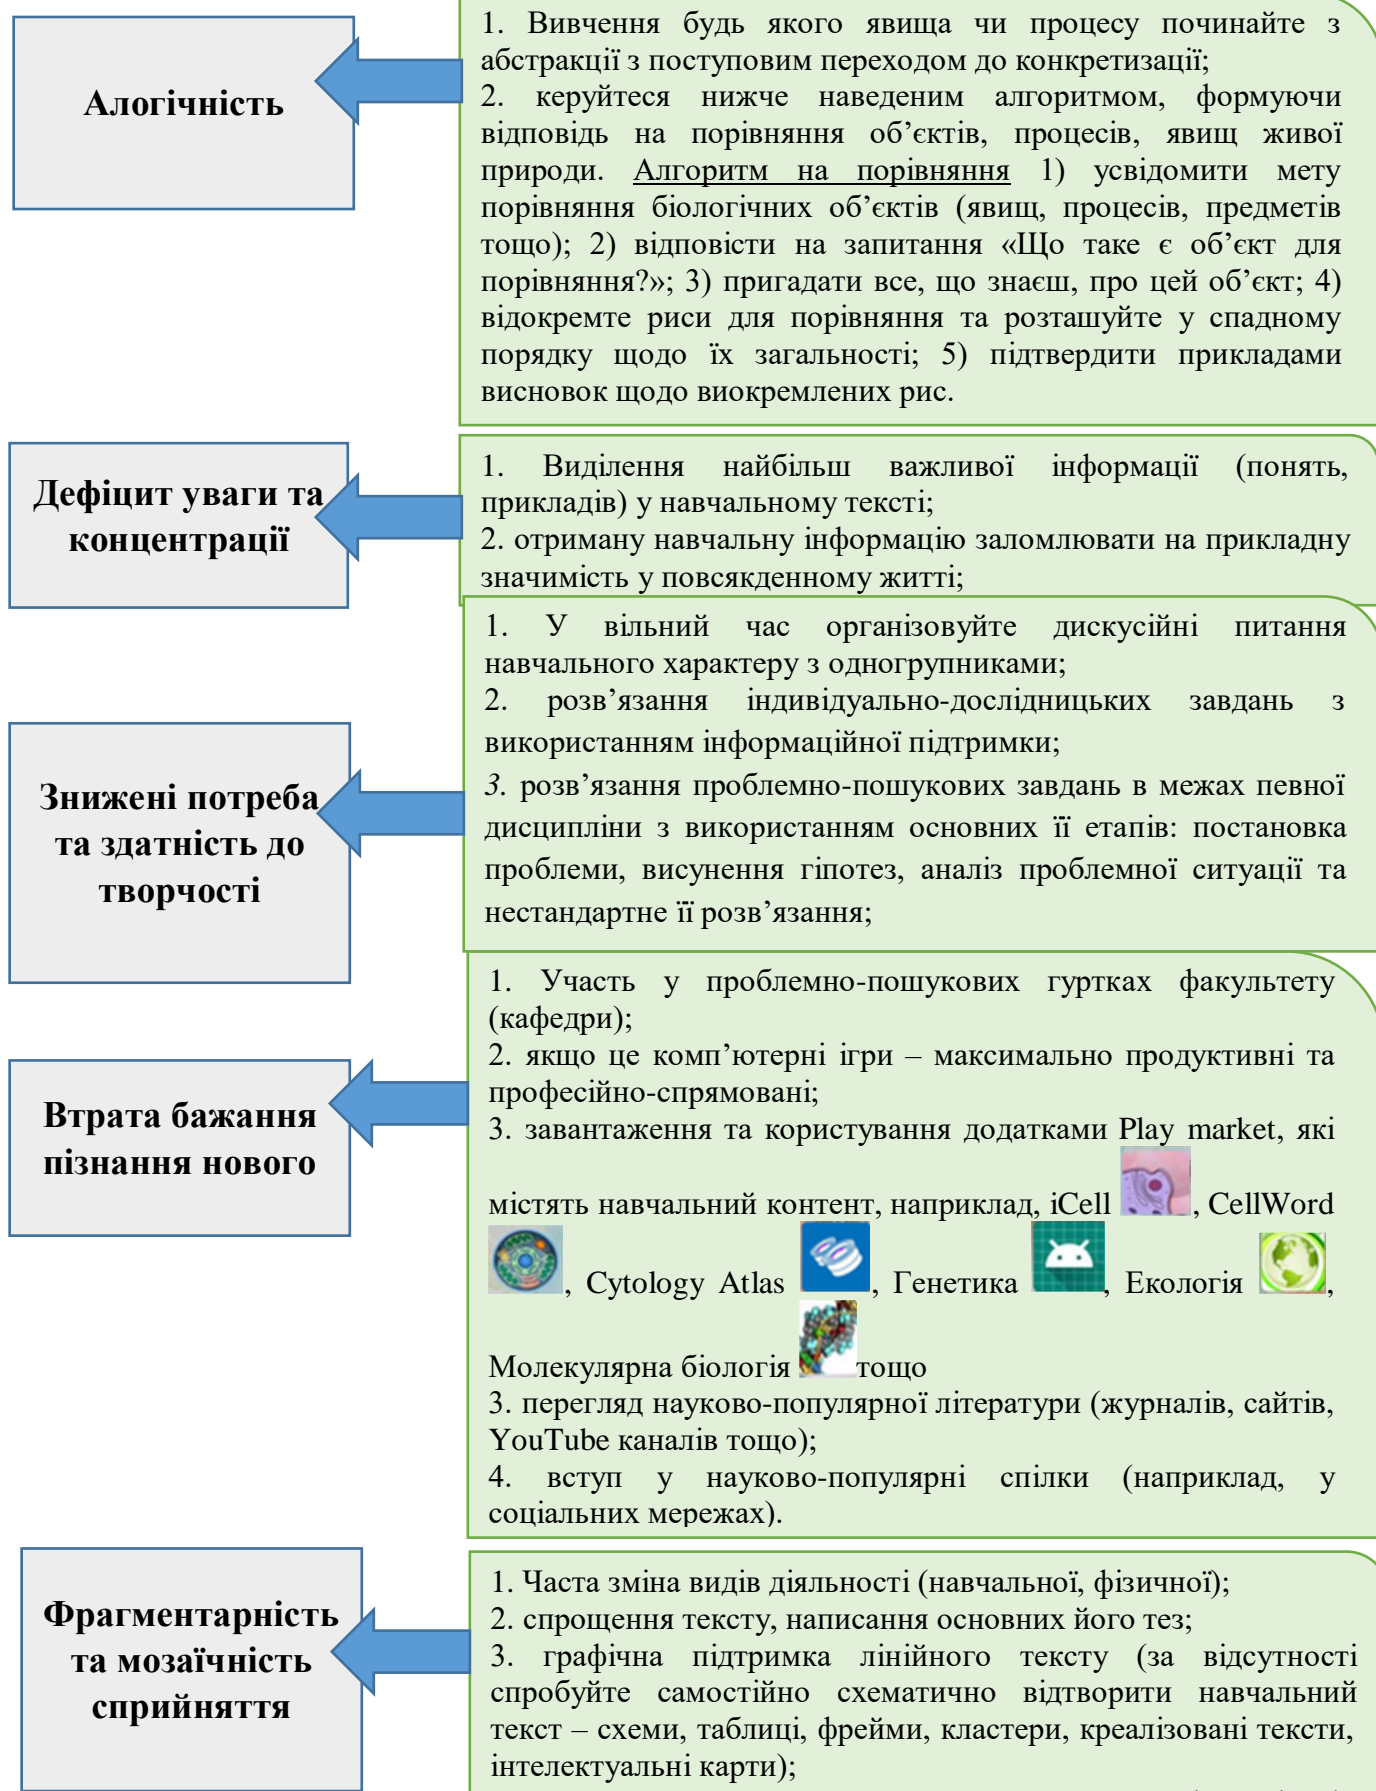 Алогічність
1. Вивчення будь якого явища чи процесу починайте з
абстракції з поступовим переходом до конкретизації;
2. керуйтеся нижче наведеним алгоритмом, формуючи
відповідь на порівняння об’єктів, процесів, явищ живої
природи. Алгоритм на порівняння 1) усвідомити мету
порівняння біологічних об’єктів (явищ, процесів, предметів
тощо); 2) відповісти на запитання «Що таке є об’єкт для
порівняння?»; 3) пригадати все, що знаєш, про цей об’єкт; 4)
відокремте риси для порівняння та розташуйте у спадному
порядку щодо їх загальності; 5) підтвердити прикладами
висновок щодо виокремлених рис.
Дефіцит уваги та
концентрації
1. Виділення найбільш важливої інформації (понять,
прикладів) у навчальному тексті;
2. отриману навчальну інформацію заломлювати на прикладну
значимість у повсякденному житті;
Знижені потреба
та здатність до
творчості
1. У вільний час організовуйте дискусійні питання
навчального характеру з одногрупниками;
2. розв’язання індивідуально-дослідницьких завдань з
використанням інформаційної підтримки;
3. розв’язання проблемно-пошукових завдань в межах певної
дисципліни з використанням основних її етапів: постановка
проблеми, висунення гіпотез, аналіз проблемної ситуації та
нестандартне її розв’язання;
Втрата бажання
пізнання нового
1. Участь у проблемно-пошукових гуртках факультету
(кафедри);
2. якщо це комп’ютерні ігри – максимально продуктивні та
професійно-спрямовані;
3. завантаження та користування додатками Play market, які
містять навчальний контент, наприклад, iCell , CellWord
, Cytology Atlas , Генетика , Екологія ,
Молекулярна біологія тощо
3. перегляд науково-популярної літератури (журналів, сайтів,
YouTube каналів тощо);
4. вступ у науково-популярні спілки (наприклад, у
соціальних мережах).
Фрагментарність
та мозаїчність
сприйняття
1. Часта зміна видів діяльності (навчальної, фізичної);
2. спрощення тексту, написання основних його тез;
3. графічна підтримка лінійного тексту (за відсутності
спробуйте самостійно схематично відтворити навчальний
текст – схеми, таблиці, фрейми, кластери, креалізовані тексти,
інтелектуальні карти);